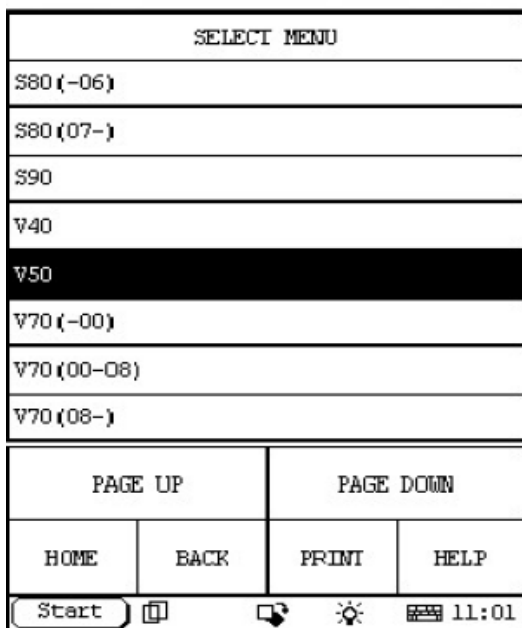 SELECT MENU
S80(-06)
S80(07-)
S90
V40
V50
V70(-00)
V70(00-08)
V70(08-)
PAGE UP PAGE DOWN
HOME BACK PRINT HELP
Start 11:01